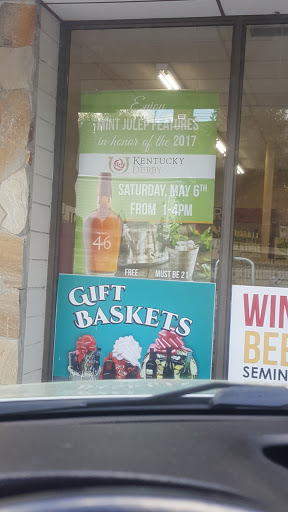 Enjoy
MINT JULEP FEATURES
in honor of the 2017
KENTUCKY
DERBY
SATURDAY, MAY 6TH
FROM 1-4PM
46
FREE MUST BE 21
GIFT
BASKETS
WIN
BEE
SEMIN